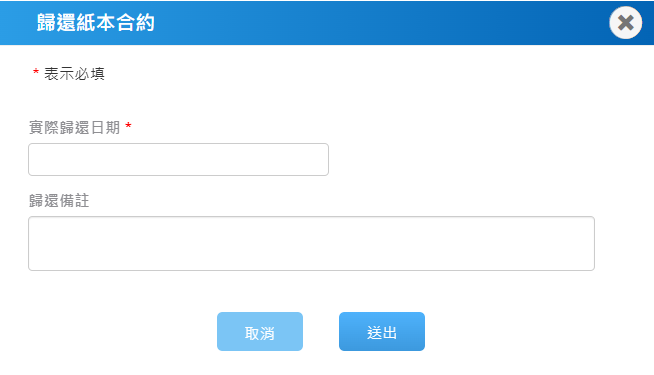 歸還紙本合約
* 表示必填
實際歸還日期 *
歸還備註
取消
送出